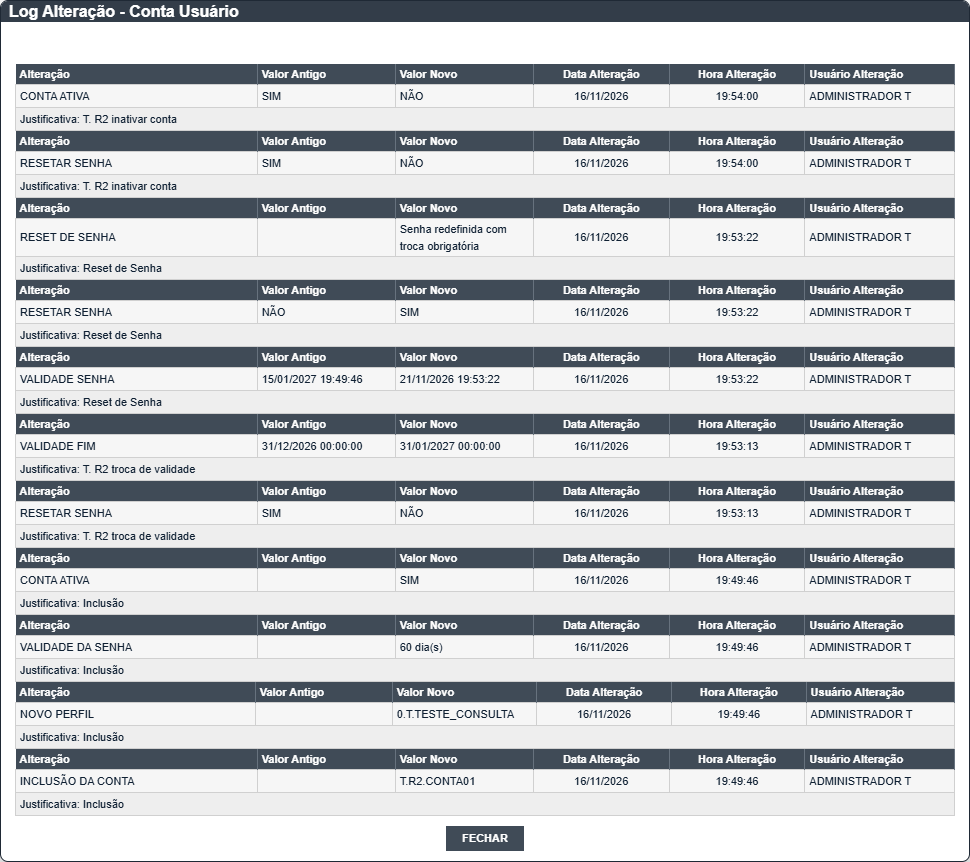 Log Alteração - Conta Usuário
Alteração Valor Antigo Valor Novo Data Alteração Hora Alteração Usuário Alteração
CONTA ATIVA SIM NÃO 16/11/2026 19:54:00 ADMINISTRADOR T
Justificativa: T. R2 inativar conta
Alteração Valor Antigo Valor Novo Data Alteração Hora Alteração Usuário Alteração
RESETAR SENHA SIM NÃO 16/11/2026 19:54:00 ADMINISTRADOR T
Justificativa: T. R2 inativar conta
Alteração Valor Antigo Valor Novo Data Alteração Hora Alteração Usuário Alteração
RESET DE SENHA Senha redefinida com
troca obrigatória 16/11/2026 19:53:22 ADMINISTRADOR T
Justificativa: Reset de Senha
Alteração Valor Antigo Valor Novo Data Alteração Hora Alteração Usuário Alteração
RESETAR SENHA NÃO SIM 16/11/2026 19:53:22 ADMINISTRADOR T
Justificativa: Reset de Senha
Alteração Valor Antigo Valor Novo Data Alteração Hora Alteração Usuário Alteração
VALIDADE SENHA 15/01/2027 19:49:46 21/11/2026 19:53:22 16/11/2026 19:53:22 ADMINISTRADOR T
Justificativa: Reset de Senha
Alteração Valor Antigo Valor Novo Data Alteração Hora Alteração Usuário Alteração
VALIDADE FIM 31/12/2026 00:00:00 31/01/2027 00:00:00 16/11/2026 19:53:13 ADMINISTRADOR T
Justificativa: T. R2 troca de validade
Alteração Valor Antigo Valor Novo Data Alteração Hora Alteração Usuário Alteração
RESETAR SENHA SIM NÃO 16/11/2026 19:53:13 ADMINISTRADOR T
Justificativa: T. R2 troca de validade
Alteração Valor Antigo Valor Novo Data Alteração Hora Alteração Usuário Alteração
CONTA ATIVA SIM 16/11/2026 19:49:46 ADMINISTRADOR T
Justificativa: Inclusão
Alteração Valor Antigo Valor Novo Data Alteração Hora Alteração Usuário Alteração
VALIDADE DA SENHA 60 dia(s) 16/11/2026 19:49:46 ADMINISTRADOR T
Justificativa: Inclusão
Alteração Valor Antigo Valor Novo Data Alteração Hora Alteração Usuário Alteração
NOVO PERFIL 0.T.TESTE_CONSULTA 16/11/2026 19:49:46 ADMINISTRADOR T
Justificativa: Inclusão
Alteração Valor Antigo Valor Novo Data Alteração Hora Alteração Usuário Alteração
INCLUSÃO DA CONTA T.R2.CONTA01 16/11/2026 19:49:46 ADMINISTRADOR T
Justificativa: Inclusão
FECHAR